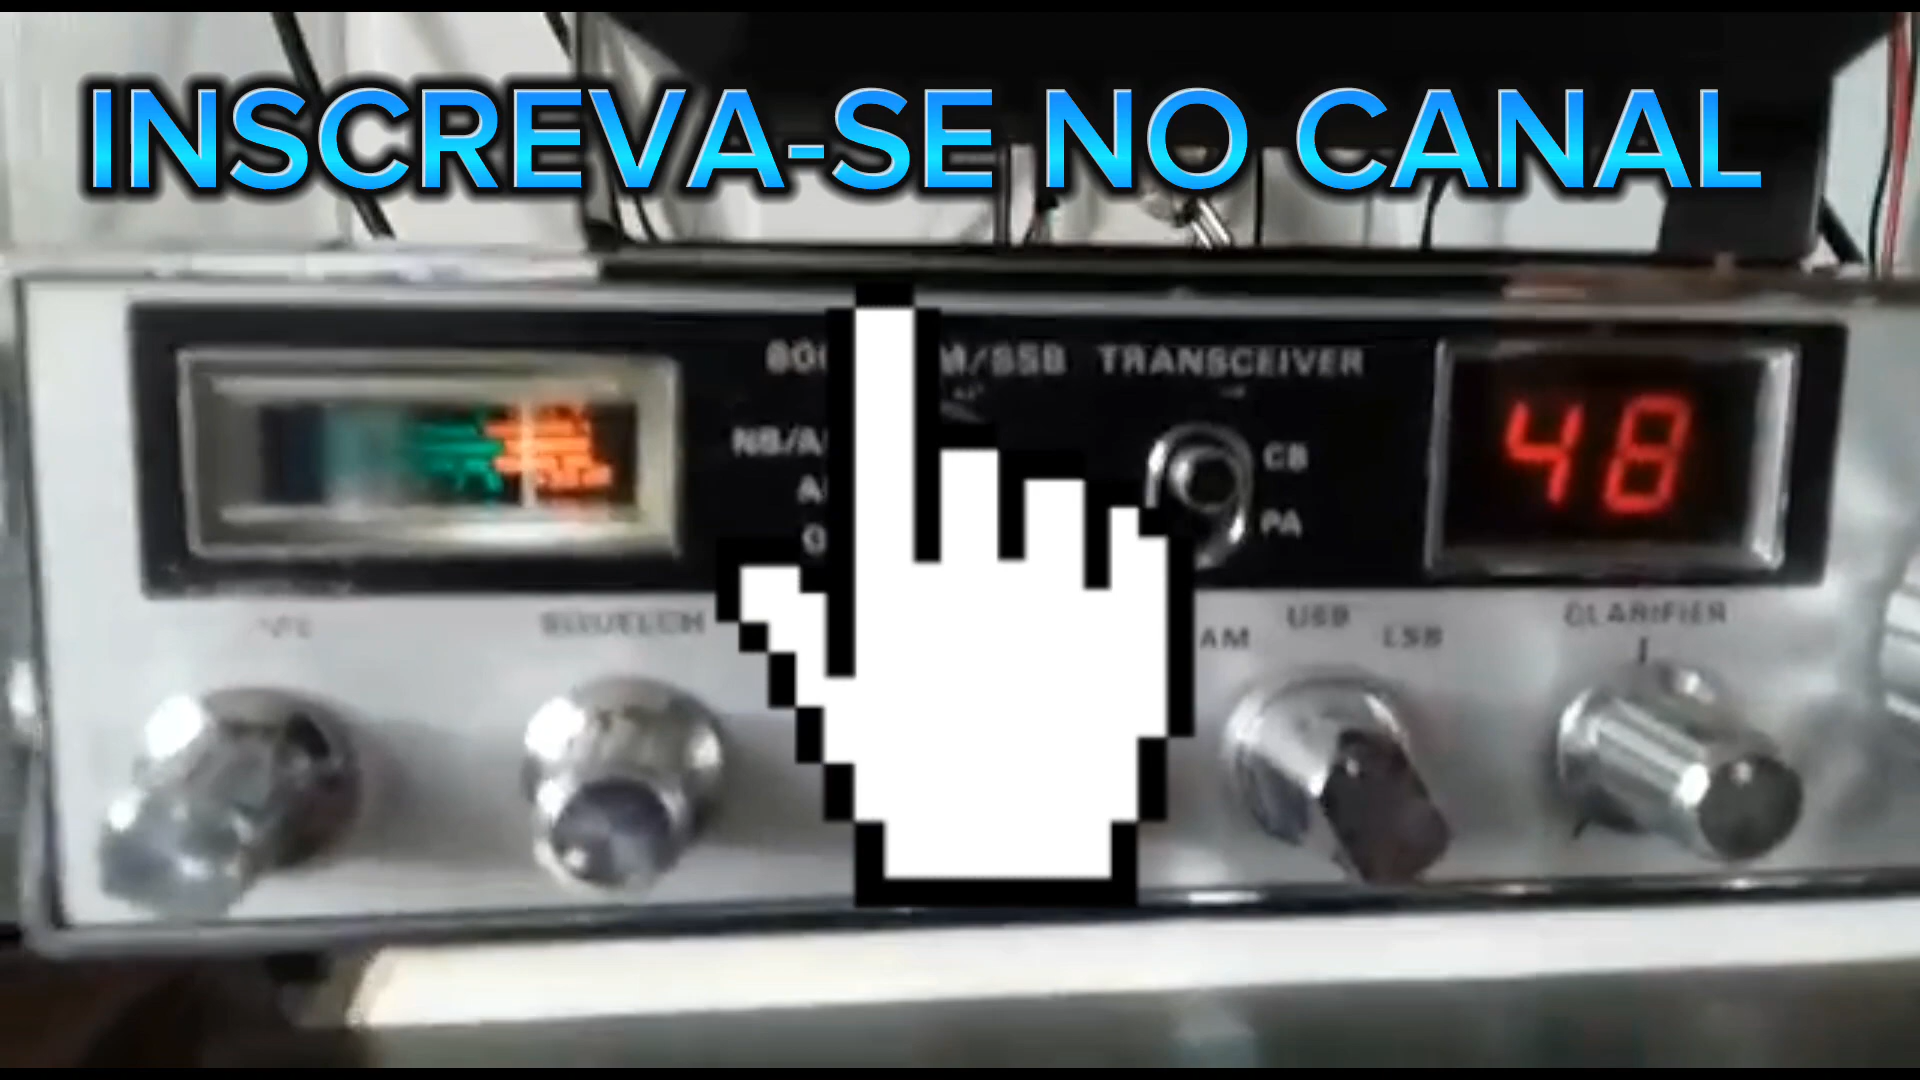 INSCREVA-SE NO CANAL
TRANSCEIVER
48
CB
PA
SQUELCH
AM
USB
LSB
CLARIFIER